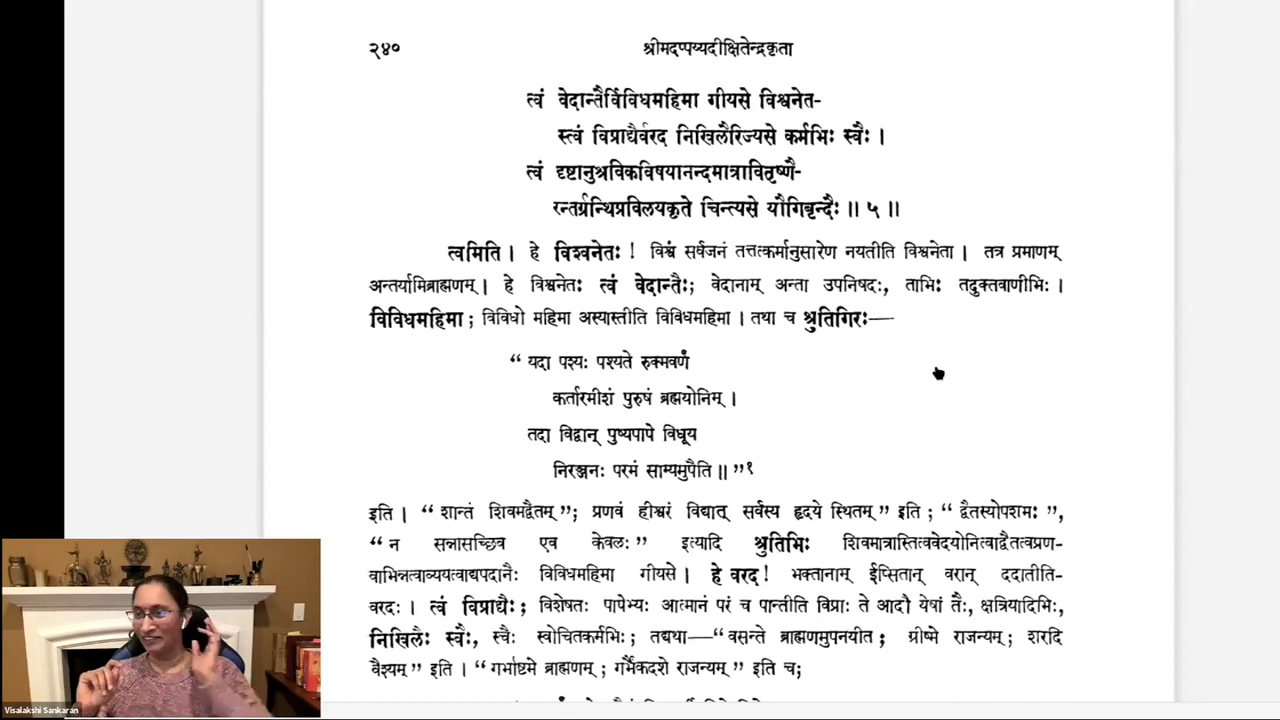 २४०
श्रीमदप्पय्यदीक्षितेन्द्रकृता
त्वं वेदान्तैर्विविधमहिमा गीयसे विश्वनेत-
स्त्वं विप्राद्यैर्वरद निखिलैरिज्यसे कर्मभिः स्वैः ।
त्वं दृष्टानुश्रविकविषयानन्दमात्रावितृष्णै-
रन्तर्ग्रन्थिप्रविलयकृते चिन्त्यसे यौगिबृन्दैः ॥ ५ ॥
त्वमिति । हे विश्वनेतः ! विश्वं सर्वजनं तत्तत्कर्मानुसारेण नयतीति विश्वनेता । तत्र प्रमाणम्
अन्तर्यामिब्राह्मणम् । हे विश्वनेतः त्वं वेदान्तैः; वेदानाम् अन्ता उपनिषदः, ताभिः तदुक्तवाणीभिः ।
विविधमहिमा ; विविधो महिमा अस्यास्तीति विविधमहिमा । तथा च श्रुतिगिरः—
“ यदा पश्यः पश्यते रुक्मवर्णं
कर्तारमीशं पुरुषं ब्रह्मयोनिम् ।
तदा विद्वान् पुष्यपापे विधूय
निरञ्जनः परमं साम्यमुपैति ॥ ”१
इति । “ शान्तं शिवमद्वैतम् ”; प्रणवं हीश्वरं विद्यात् सर्वस्य हृदये स्थितम् ” इति ; “ द्वैतस्योपशमः ”,
“ न सन्नासच्छिव एव केवलः ” इत्यादि श्रुतिभिः शिवमात्रास्तित्ववेदयोनित्वाद्वैतत्वप्रण-
वाभिन्नत्वाव्ययत्वाद्यपदानैः विविधमहिमा गीयसे । हे वरद ! भक्तानाम् ईप्सितान् वरान् ददातीति-
वरदः । त्वं विप्राद्यैः ; विशेषतः पापेभ्यः आत्मानं परं च पान्तीति विप्राः ते आदौ येषां तैः, क्षत्रियादिभिः,
निखिलैः स्वैः, स्वैः स्वोचितकर्मभिः ; तद्यथा—“ वसन्ते ब्राह्मणमुपनयीत ; ग्रीष्मे राजन्यम् ; शरदि
वैश्यम् ” इति । “ गर्भाष्टमे ब्राह्मणम् ; गर्भैकदशे राजन्यम् ” इति च;
Visalakshi Sankaran